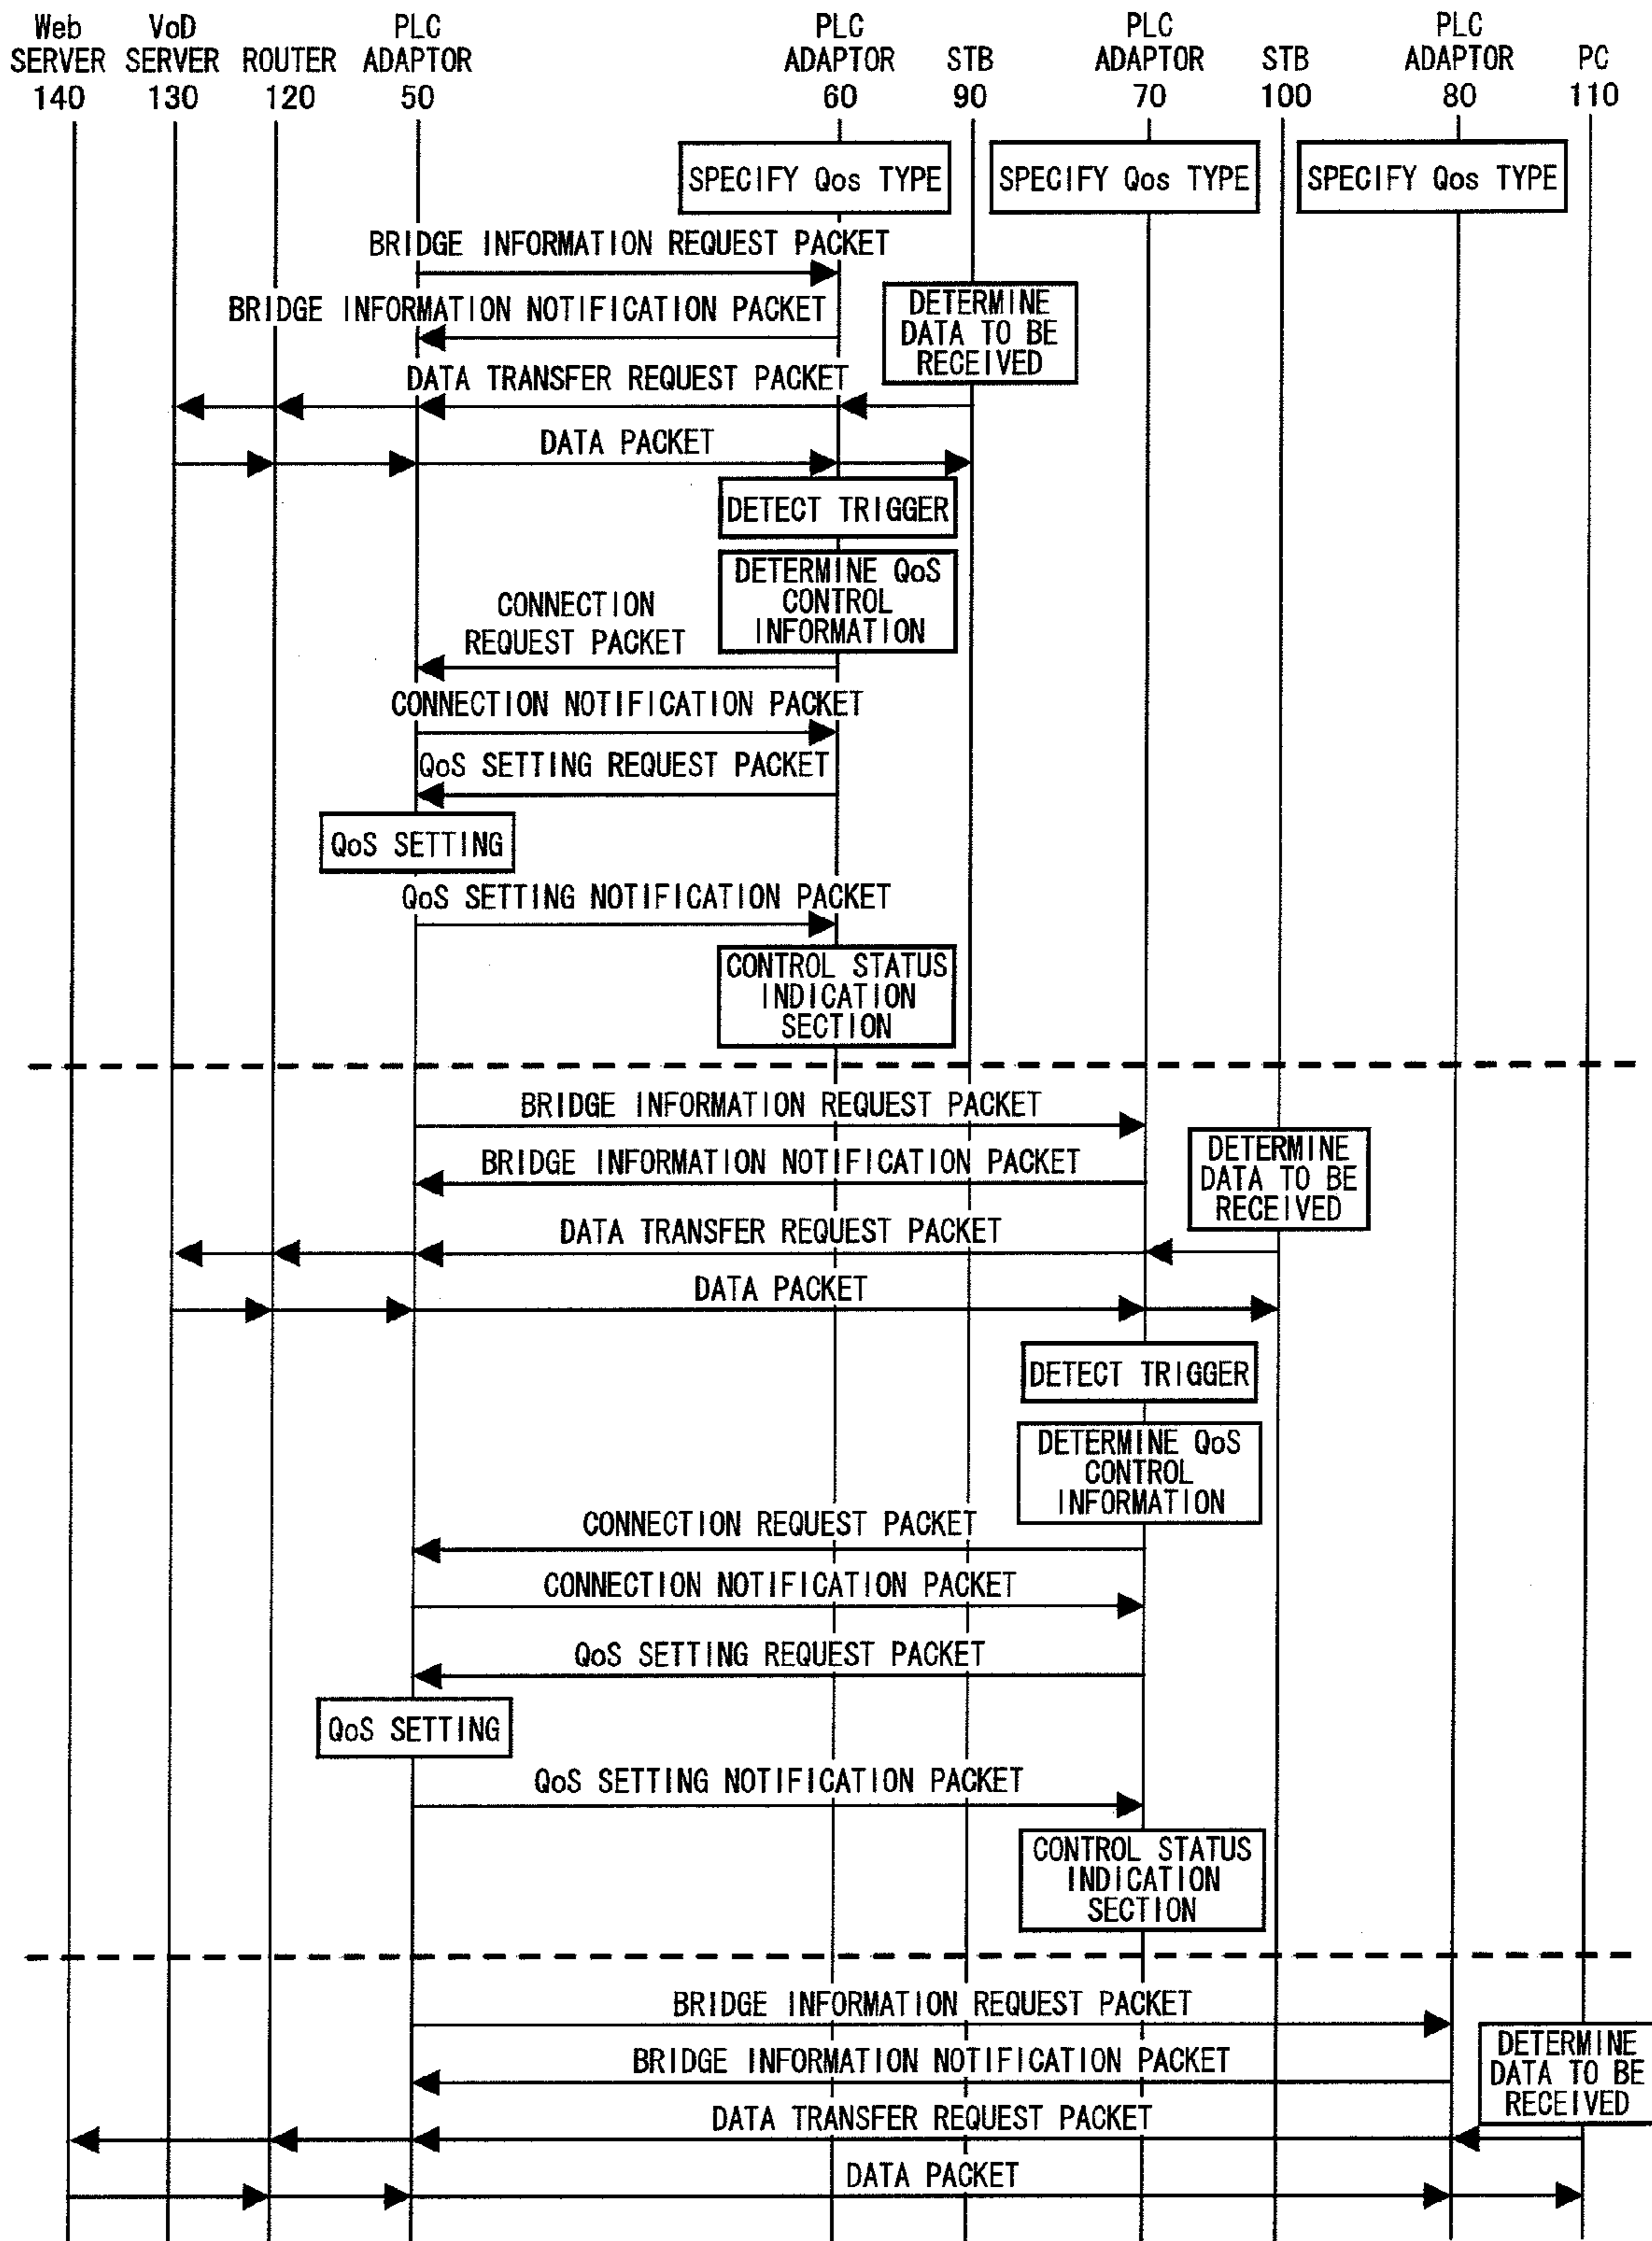 Web SERVER 140
VoD SERVER 130
ROUTER 120
PLC ADAPTOR 50
PLC ADAPTOR 60
STB 90
PLC ADAPTOR 70
STB 100
PLC ADAPTOR 80
PC 110
SPECIFY Qos TYPE
SPECIFY Qos TYPE
SPECIFY Qos TYPE
BRIDGE INFORMATION REQUEST PACKET
BRIDGE INFORMATION NOTIFICATION PACKET
DETERMINE
DATA TO BE
RECEIVED
DATA TRANSFER REQUEST PACKET
DATA PACKET
DETECT TRIGGER
DETERMINE QoS
CONTROL
INFORMATION
CONNECTION
REQUEST PACKET
CONNECTION NOTIFICATION PACKET
QoS SETTING REQUEST PACKET
QoS SETTING
QoS SETTING NOTIFICATION PACKET
CONTROL STATUS
INDICATION
SECTION
BRIDGE INFORMATION REQUEST PACKET
BRIDGE INFORMATION NOTIFICATION PACKET
DETERMINE
DATA TO BE
RECEIVED
DATA TRANSFER REQUEST PACKET
DATA PACKET
DETECT TRIGGER
DETERMINE QoS
CONTROL
INFORMATION
CONNECTION REQUEST PACKET
CONNECTION NOTIFICATION PACKET
QoS SETTING REQUEST PACKET
QoS SETTING
QoS SETTING NOTIFICATION PACKET
CONTROL STATUS
INDICATION
SECTION
BRIDGE INFORMATION REQUEST PACKET
BRIDGE INFORMATION NOTIFICATION PACKET
DETERMINE
DATA TO BE
RECEIVED
DATA TRANSFER REQUEST PACKET
DATA PACKET